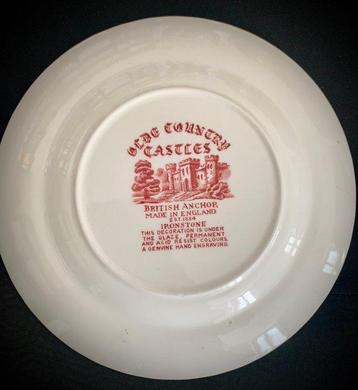 OLDE COUNTRY
CASTLES
BRITISH ANCHOR
MADE IN ENGLAND
EST. 1884
IRONSTONE
THIS DECORATION IS UNDER
THE GLAZE, PERMANENT
AND ACID RESIST COLOURS
A GENUINE HAND ENGRAVING